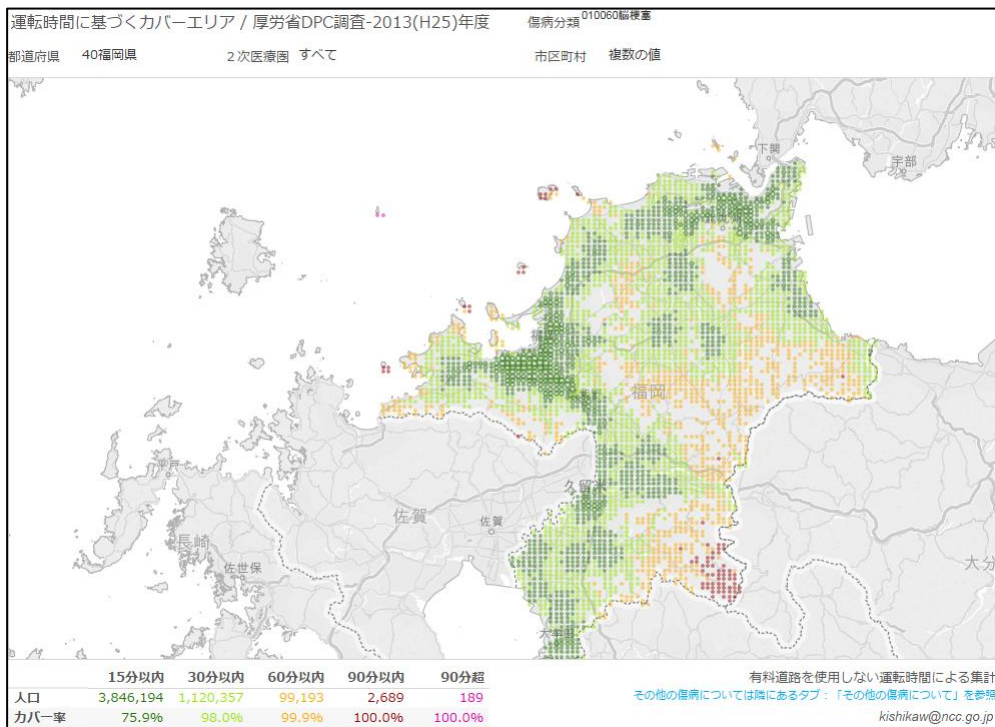 運転時間に基づくカバーエリア / 厚労省DPC調査-2013(H25)年度 傷病分類 010060脳梗塞
都道府県 40福岡県 2次医療圏 すべて 市区町村 複数の値
下関
宇部
福岡
久留米
平戸
佐賀
佐賀
長崎
佐世保
大分
15分以内 30分以内 60分以内 90分以内 90分超
人口 3,846,194 1,120,357 99,193 2,689 189
カバー率 75.9% 98.0% 99.9% 100.0% 100.0%
有料道路を使用しない運転時間による集計
その他の傷病については隣にあるタブ：「その他の傷病について」を参照
kishikaw@ncc.go.jp